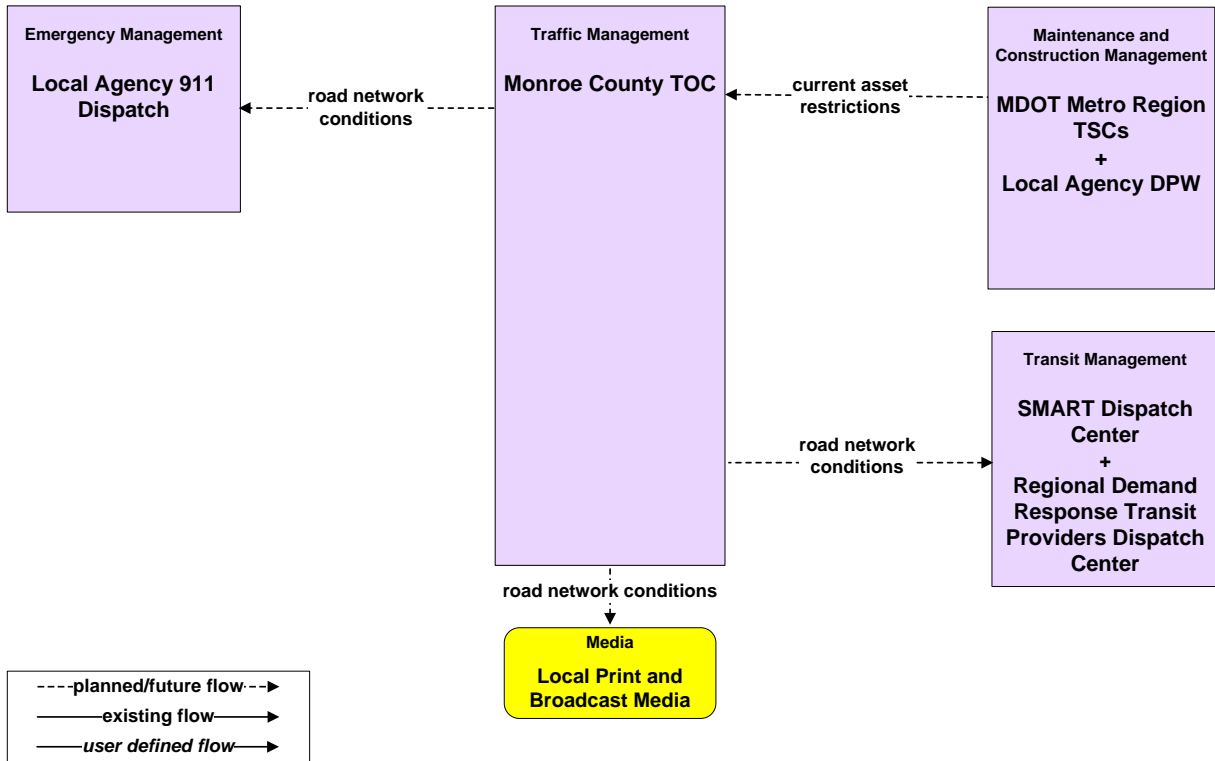 Emergency Management
Local Agency 911
Dispatch
road network
conditions
Traffic Management
Monroe County TOC
current asset
restrictions
Maintenance and
Construction Management
MDOT Metro Region
TSCs
+
Local Agency DPW
Transit Management
SMART Dispatch
Center
+
Regional Demand
Response Transit
Providers Dispatch
Center
road network
conditions
road network conditions
Media
Local Print and
Broadcast Media
planned/future flow
existing flow
user defined flow